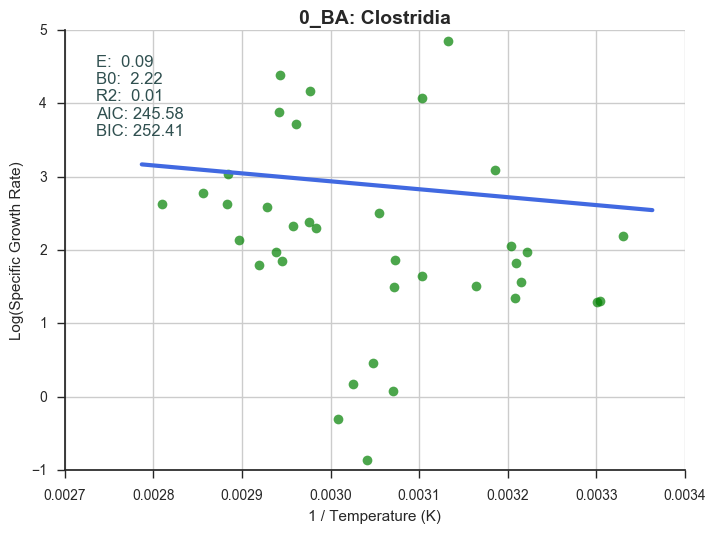 0_BA: Clostridia
E: 0.09
B0: 2.22
R2: 0.01
AIC: 245.58
BIC: 252.41
5
4
3
2
1
0
−1
Log(Specific Growth Rate)
0.0027 0.0028 0.0029 0.0030 0.0031 0.0032 0.0033 0.0034
1 / Temperature (K)